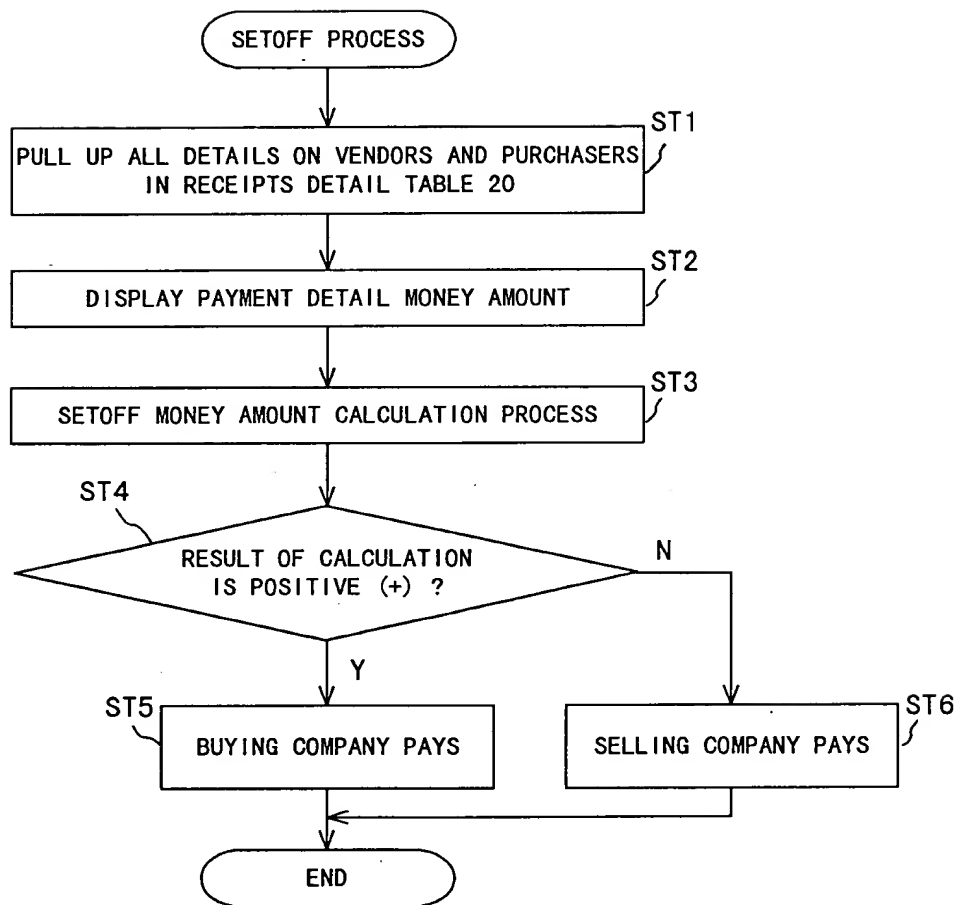 SETOFF PROCESS
ST1
PULL UP ALL DETAILS ON VENDORS AND PURCHASERS
IN RECEIPTS DETAIL TABLE 20
ST2
DISPLAY PAYMENT DETAIL MONEY AMOUNT
ST3
SETOFF MONEY AMOUNT CALCULATION PROCESS
ST4
RESULT OF CALCULATION
IS POSITIVE (+) ?
N
Y
ST5
BUYING COMPANY PAYS
ST6
SELLING COMPANY PAYS
END